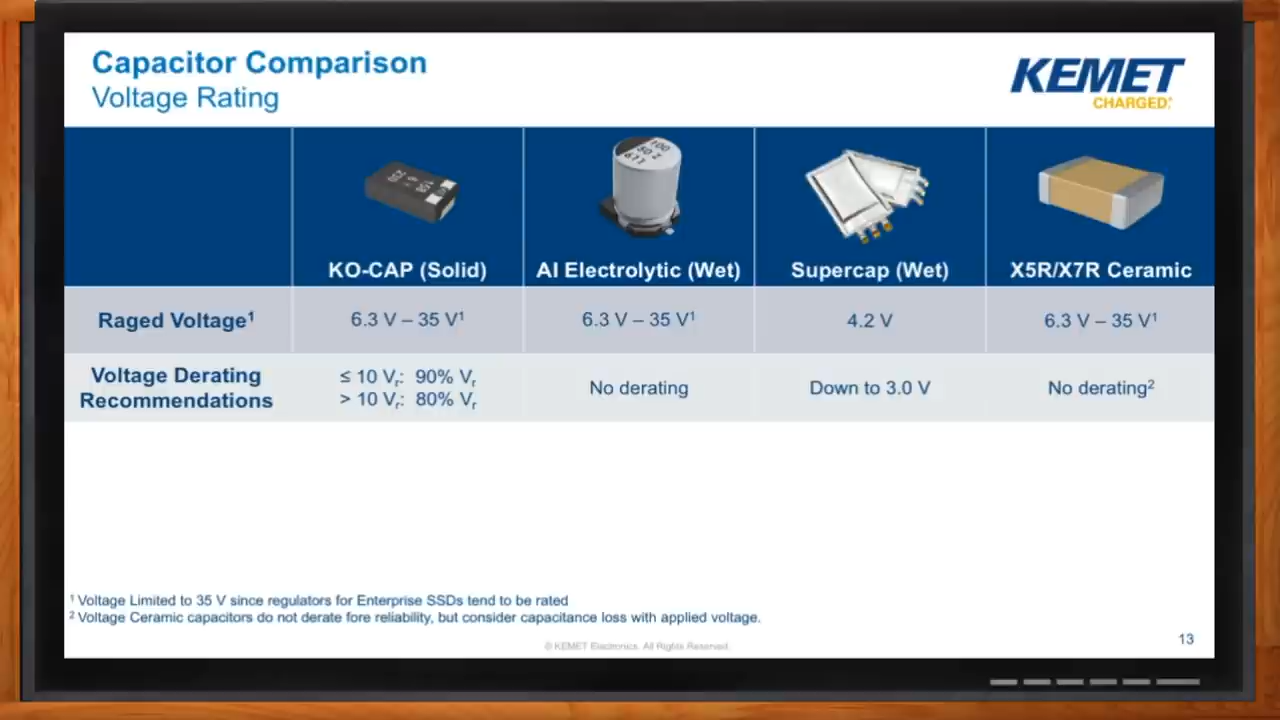 Capacitor Comparison
Voltage Rating
KEMET
CHARGED.
KO-CAP (Solid)
Al Electrolytic (Wet)
Supercap (Wet)
X5R/X7R Ceramic
Raged Voltage¹
6.3 V – 35 V¹
6.3 V – 35 V¹
4.2 V
6.3 V – 35 V¹
Voltage Derating
Recommendations
≤ 10 Vᵣ: 90% Vᵣ
> 10 Vᵣ: 80% Vᵣ
No derating
Down to 3.0 V
No derating²
¹ Voltage Limited to 35 V since regulators for Enterprise SSDs tend to be rated
² Voltage Ceramic capacitors do not derate fore reliability, but consider capacitance loss with applied voltage.
© KEMET Electronics. All Rights Reserved.
13